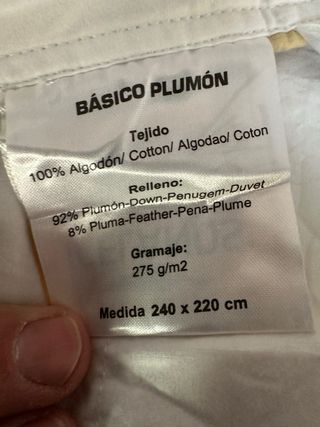 BÁSICO PLUMÓN
Tejido
100% Algodón/ Cotton/ Algodao/ Coton
Relleno:
92% Plumón-Down-Penugem-Duvet
8% Pluma-Feather-Pena-Plume
Gramaje:
275 g/m2
Medida 240 x 220 cm